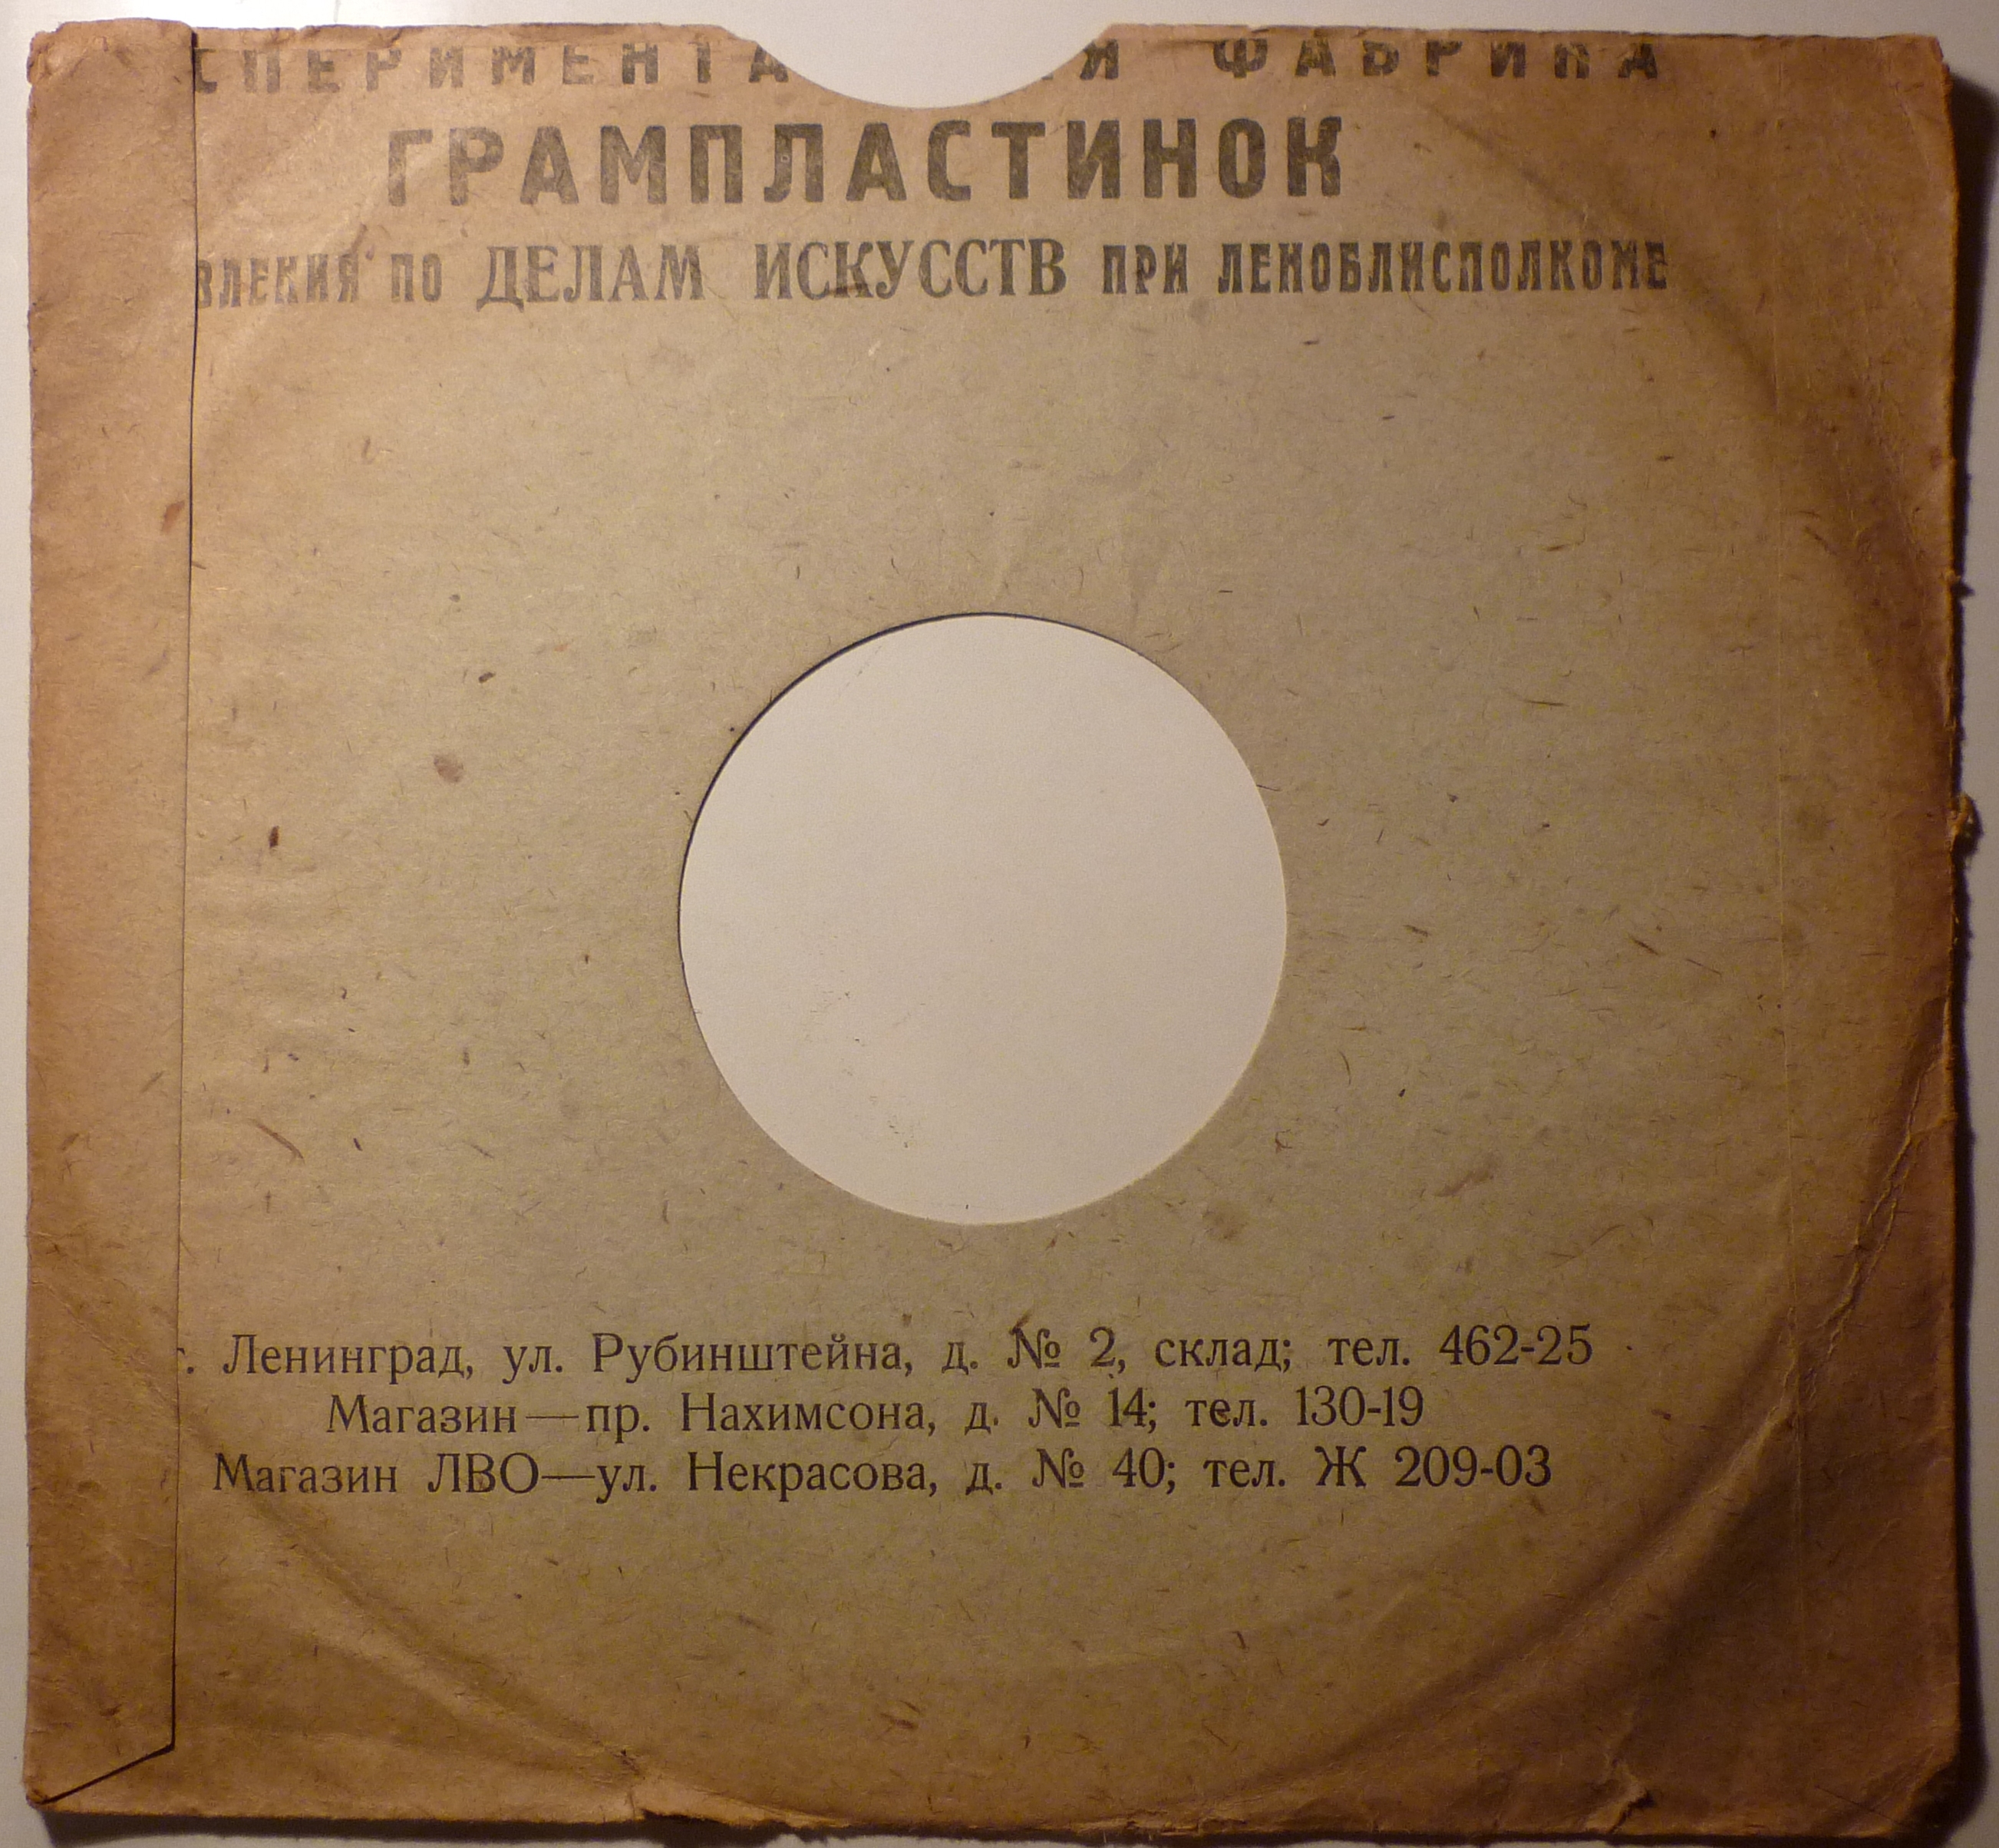 ФАБРИКА
ГРАМПЛАСТИНОК
ПО ДЕЛАМ ИСКУССТВ ПРИ ЛЕНОБЛИСПОЛКОМЕ
г. Ленинград, ул. Рубинштейна, д. № 2, склад; тел. 462-25
Магазин—пр. Нахимсона, д. № 14; тел. 130-19
Магазин ЛВО—ул. Некрасова, д. № 40; тел. Ж 209-03